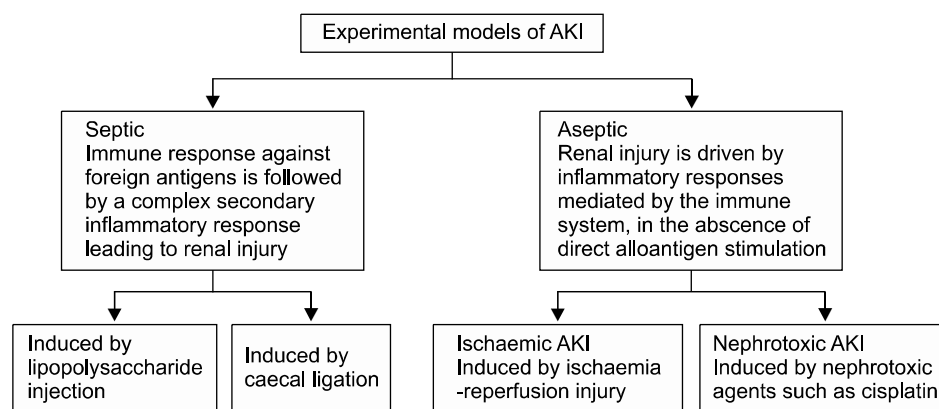 Experimental models of AKI
Septic
Immune response against
foreign antigens is followed
by a complex secondary
inflammatory response
leading to renal injury
Aseptic
Renal injury is driven by
inflammatory responses
mediated by the immune
system, in the abscence of
direct alloantigen stimulation
Induced by
lipopolysaccharide
injection
Induced by
caecal ligation
Ischaemic AKI
Induced by ischaemia
-reperfusion injury
Nephrotoxic AKI
Induced by nephrotoxic
agents such as cisplatin